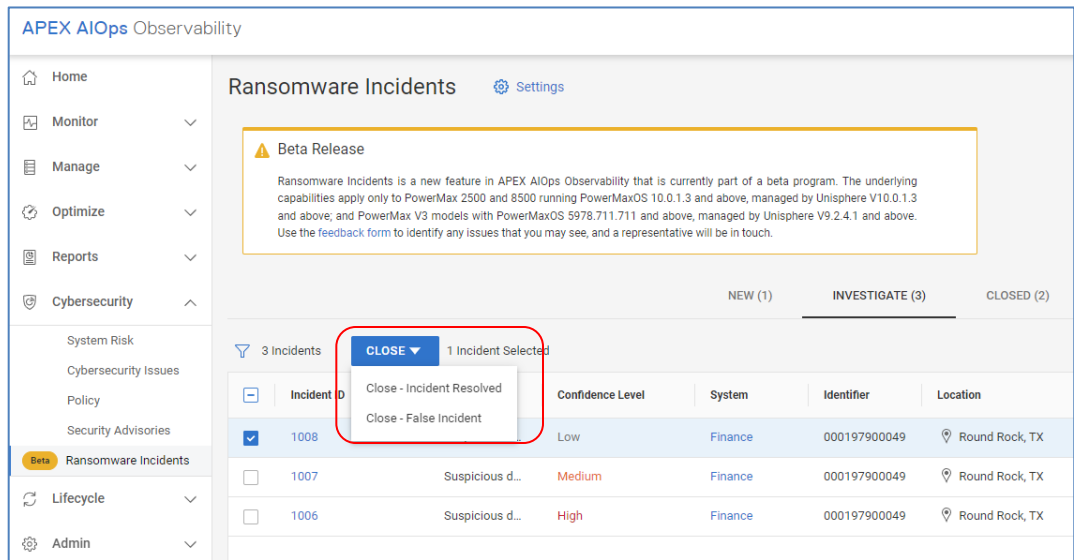 APEX AIOps Observability
Home
Monitor
Manage
Optimize
Reports
Cybersecurity
System Risk
Cybersecurity Issues
Policy
Security Advisories
Beta Ransomware Incidents
Lifecycle
Admin
Ransomware Incidents Settings
Beta Release
Ransomware Incidents is a new feature in APEX AIOps Observability that is currently part of a beta program. The underlying
capabilities apply only to PowerMax 2500 and 8500 running PowerMaxOS 10.0.1.3 and above, managed by Unisphere V10.0.1.3
and above; and PowerMax V3 models with PowerMaxOS 5978.711.711 and above, managed by Unisphere V9.2.4.1 and above.
Use the feedback form to identify any issues that you may see, and a representative will be in touch.
NEW (1) INVESTIGATE (3) CLOSED (2)
3 Incidents CLOSE 1 Incident Selected
Close - Incident Resolved
Close - False Incident
Incident ID Confidence Level System Identifier Location
1008 Low Finance 000197900049 Round Rock, TX
1007 Suspicious d... Medium Finance 000197900049 Round Rock, TX
1006 Suspicious d... High Finance 000197900049 Round Rock, TX